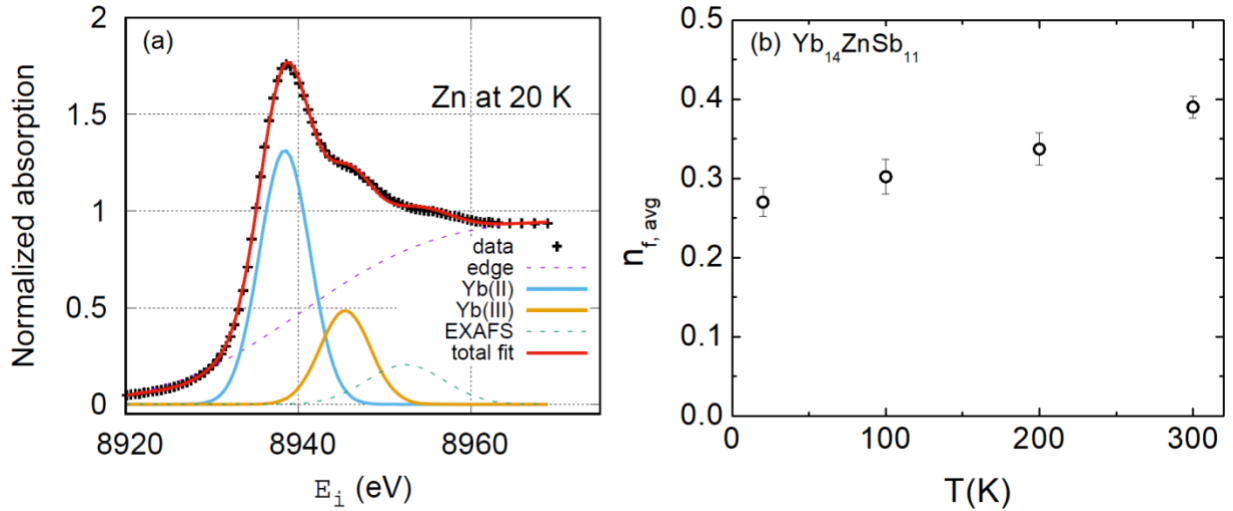 (a)
Zn at 20 K
Normalized absorption
2
1.5
1
0.5
0
data
edge
Yb(II)
Yb(III)
EXAFS
total fit
8920 8940 8960
E_i (eV)
(b) Yb₁₄ZnSb₁₁
n_f, avg
0.5
0.4
0.3
0.2
0.1
0.0
0 100 200 300
T(K)